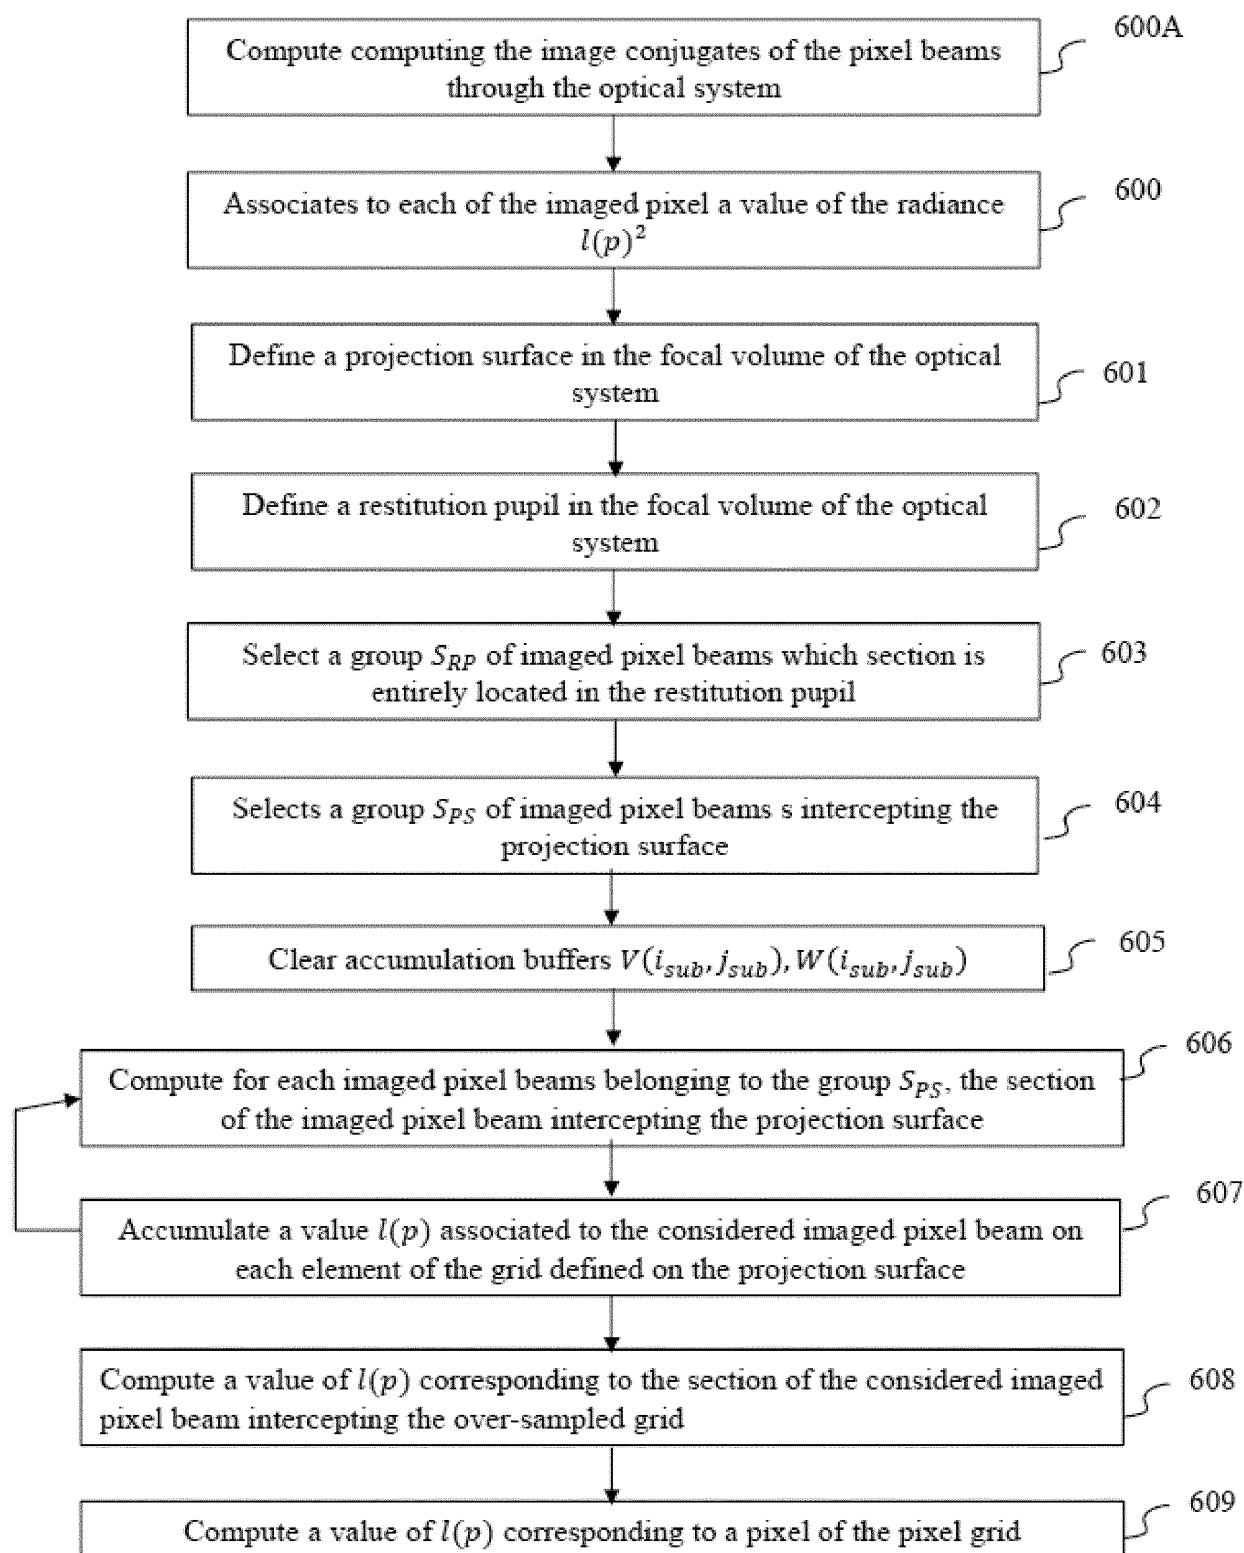 600A
Compute computing the image conjugates of the pixel beams
through the optical system
600
Associates to each of the imaged pixel a value of the radiance
l(p)²
Define a projection surface in the focal volume of the optical
system
601
Define a restitution pupil in the focal volume of the optical
system
602
Select a group S_RP of imaged pixel beams which section is
entirely located in the restitution pupil
603
Selects a group S_PS of imaged pixel beams s intercepting the
projection surface
604
Clear accumulation buffers V(i_sub, j_sub), W(i_sub, j_sub)
605
606
Compute for each imaged pixel beams belonging to the group S_PS, the section
of the imaged pixel beam intercepting the projection surface
607
Accumulate a value l(p) associated to the considered imaged pixel beam on
each element of the grid defined on the projection surface
Compute a value of l(p) corresponding to the section of the considered imaged
pixel beam intercepting the over-sampled grid
608
609
Compute a value of l(p) corresponding to a pixel of the pixel grid